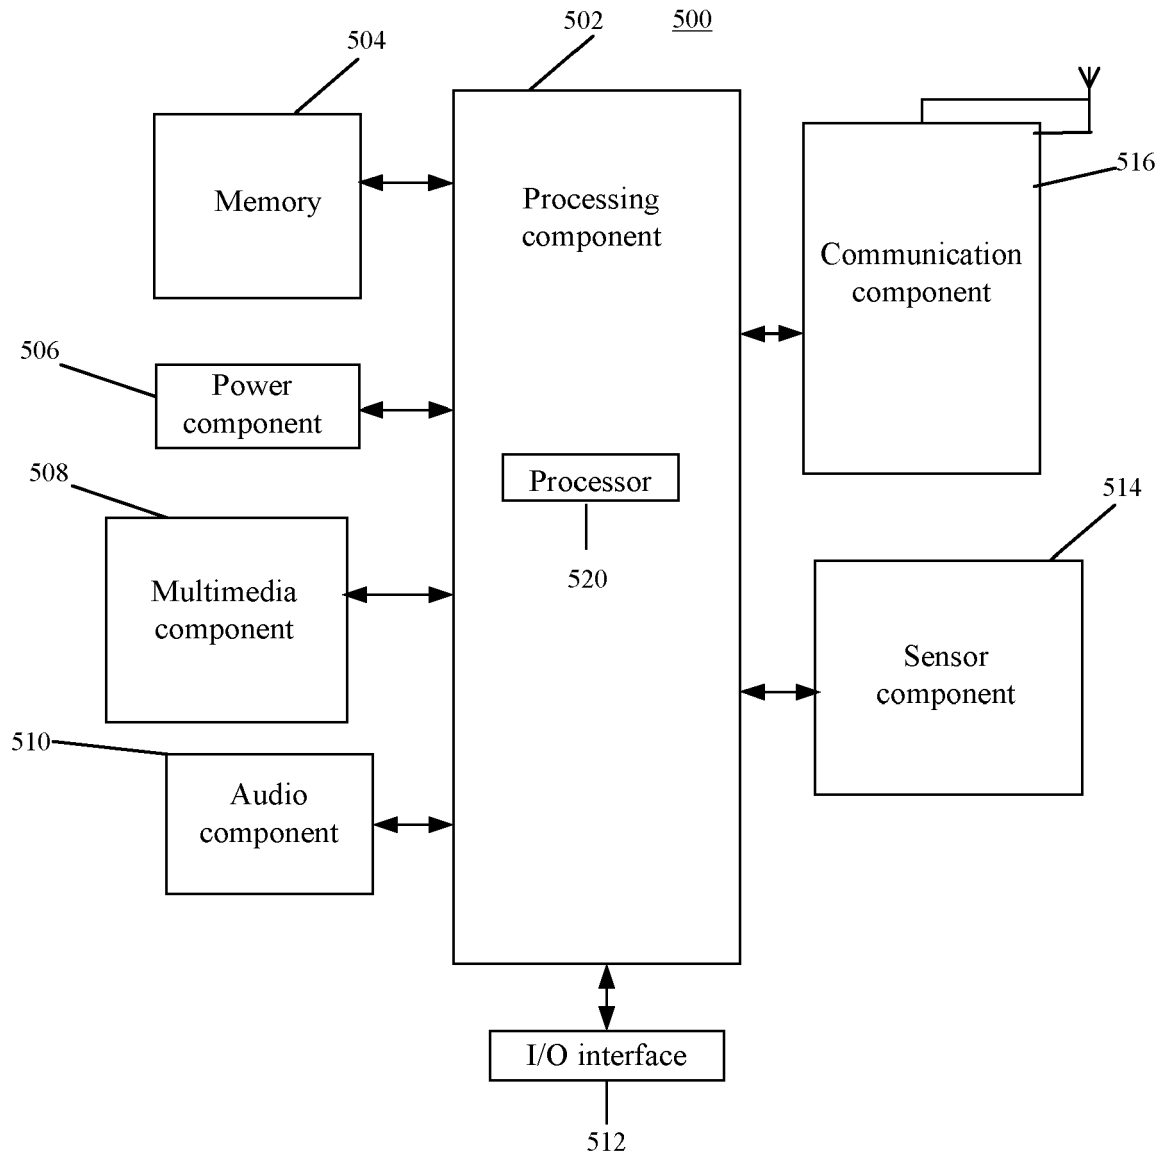 502
500
504
Memory
Processing
component
516
Communication
component
506
Power
component
508
Processor
520
514
Multimedia
component
Sensor
component
510
Audio
component
I/O interface
512